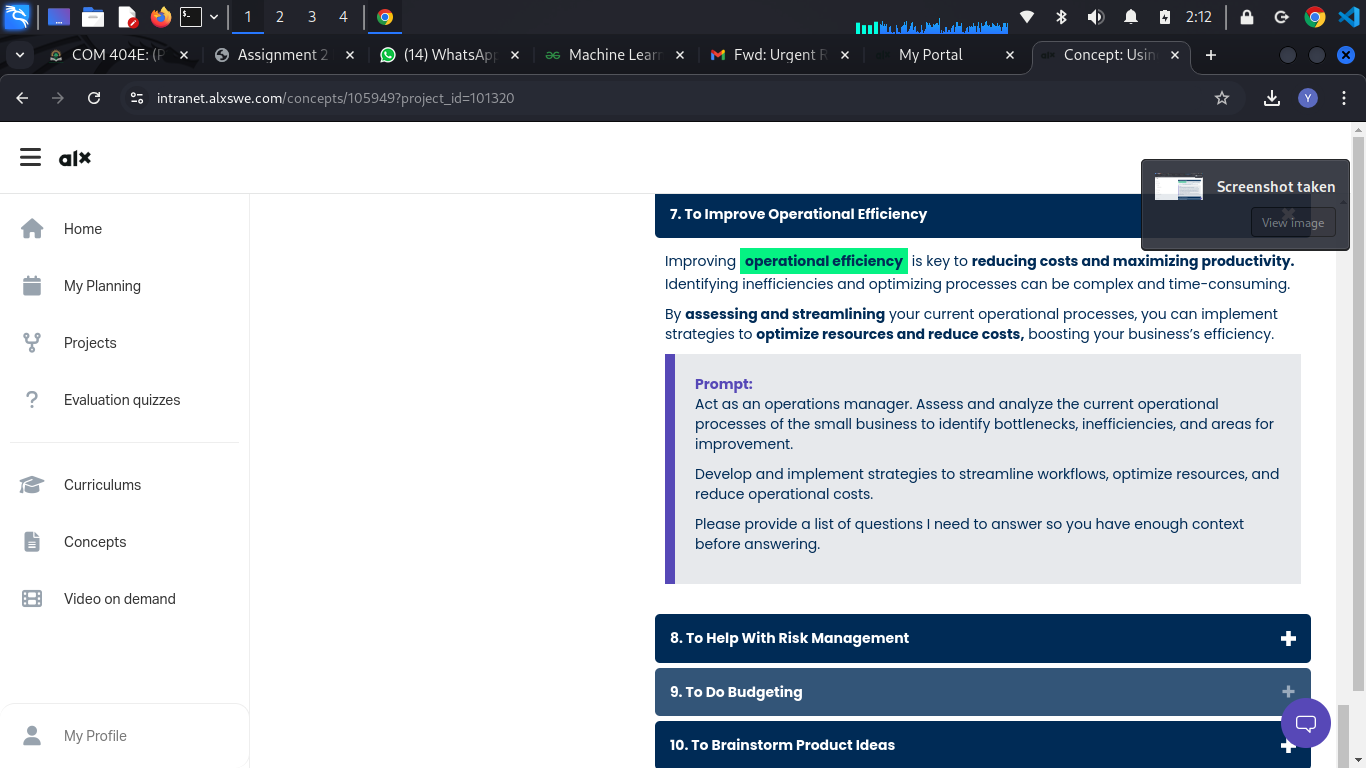 1 2 3 4 2:12
COM 404E: (P Assignment 2 (14) WhatsApp Machine Learn Fwd: Urgent R My Portal Concept: Usin
intranet.alxswe.com/concepts/105949?project_id=101320 Y
alx
Screenshot taken
View image
Home
My Planning
Projects
Evaluation quizzes
Curriculums
Concepts
Video on demand
My Profile
7. To Improve Operational Efficiency
Improving operational efficiency is key to reducing costs and maximizing productivity.
Identifying inefficiencies and optimizing processes can be complex and time-consuming.
By assessing and streamlining your current operational processes, you can implement
strategies to optimize resources and reduce costs, boosting your business’s efficiency.
Prompt:
Act as an operations manager. Assess and analyze the current operational
processes of the small business to identify bottlenecks, inefficiencies, and areas for
improvement.
Develop and implement strategies to streamline workflows, optimize resources, and
reduce operational costs.
Please provide a list of questions I need to answer so you have enough context
before answering.
8. To Help With Risk Management
9. To Do Budgeting
10. To Brainstorm Product Ideas